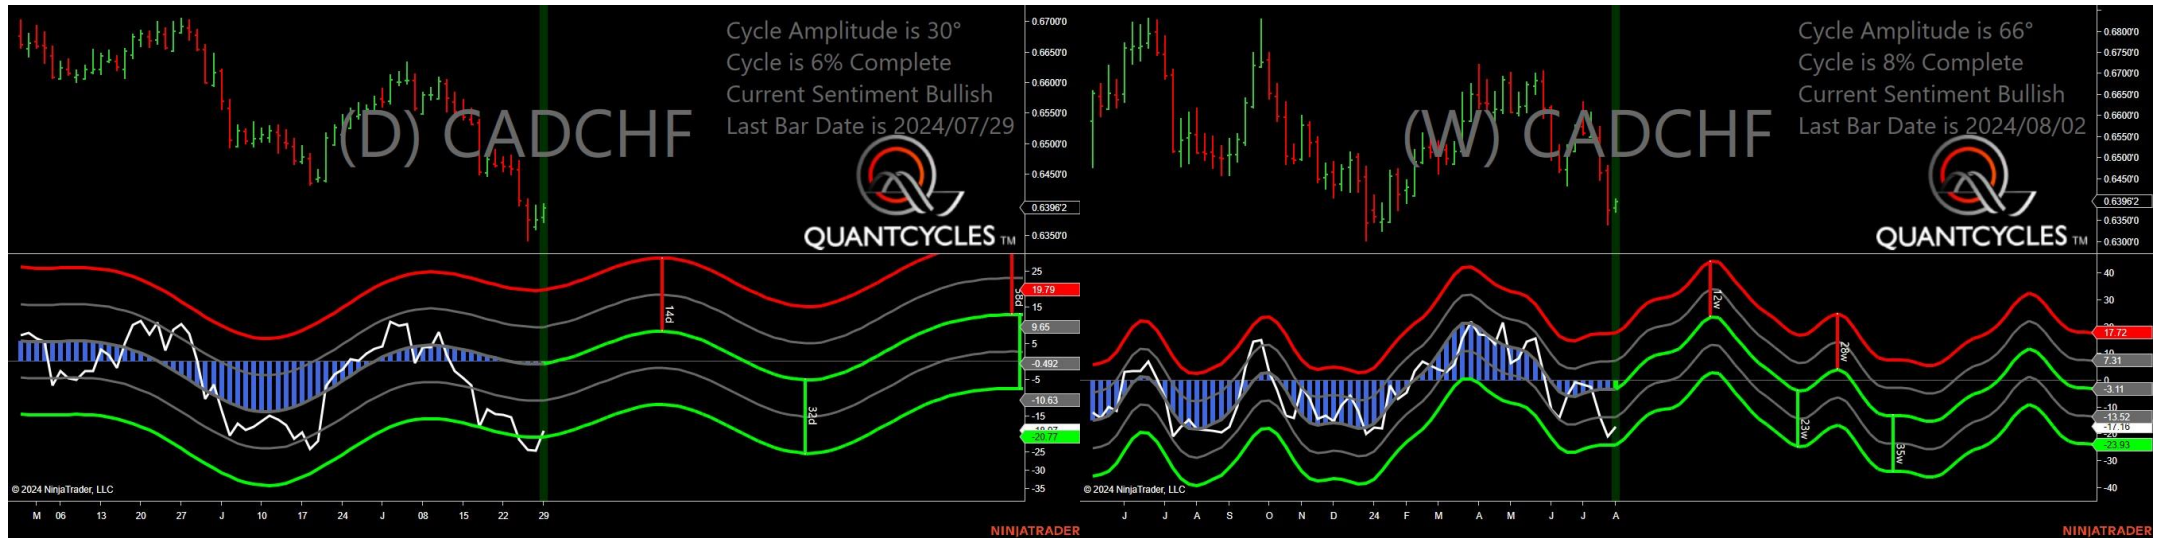 Cycle Amplitude is 30°
Cycle is 6% Complete
Current Sentiment Bullish
Last Bar Date is 2024/07/29
(D) CADCHF
QUANTCYCLES TM
0.6700'0
0.6650'0
0.6600'0
0.6550'0
0.6500'0
0.6450'0
0.6396'2
0.6350'0
25
19.79
15
9.65
5
-0.492
-5
-10.63
-15
-20.77
-25
-30
-35
14d
32d
58d
© 2024 NinjaTrader, LLC
M 06 13 20 27 J 10 17 24 J 08 15 22 29
NINJATRADER
Cycle Amplitude is 66°
Cycle is 8% Complete
Current Sentiment Bullish
Last Bar Date is 2024/08/02
(W) CADCHF
QUANTCYCLES TM
0.6800'0
0.6750'0
0.6700'0
0.6650'0
0.6600'0
0.6550'0
0.6500'0
0.6450'0
0.6396'2
0.6350'0
0.6300'0
40
30
17.72
10
7.31
0
-3.11
-10
-13.52
-17.16
-20
-23.93
-30
-40
12w
28w
23w
35w
© 2024 NinjaTrader, LLC
J J A S O N D 24 F M A M J J A
NINJATRADER